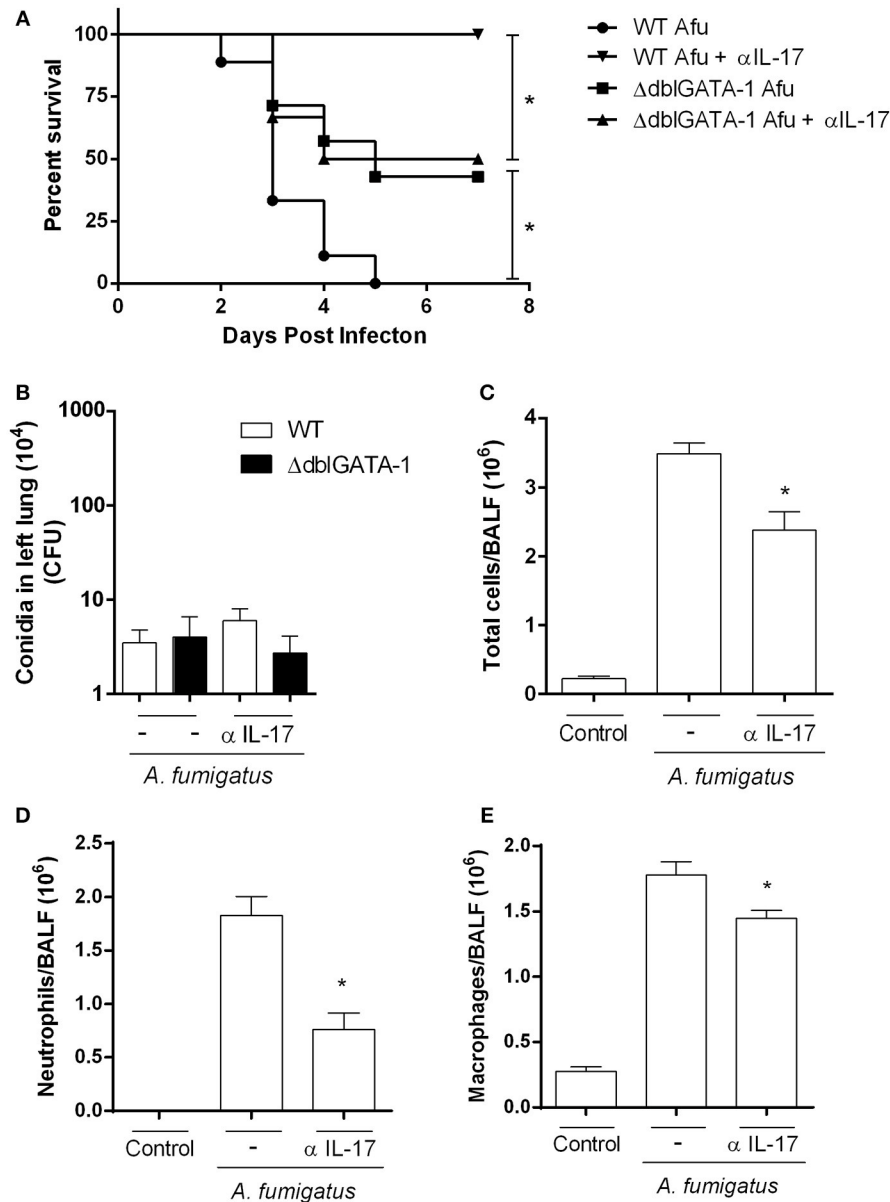 A
Percent survival
100
75
50
25
0
0 2 4 6 8
Days Post Infecton
*
*
WT Afu
WT Afu + αIL-17
ΔdblGATA-1 Afu
ΔdblGATA-1 Afu + αIL-17
B
Conidia in left lung (10⁴)
(CFU)
1000
100
10
1
WT
ΔdblGATA-1
- - α IL-17
A. fumigatus
C
Total cells/BALF (10⁶)
4
3
2
1
0
*
Control - α IL-17
A. fumigatus
D
Neutrophils/BALF (10⁶)
2.5
2.0
1.5
1.0
0.5
0.0
*
Control - α IL-17
A. fumigatus
E
Macrophages/BALF (10⁶)
2.0
1.5
1.0
0.5
0.0
*
Control - α IL-17
A. fumigatus